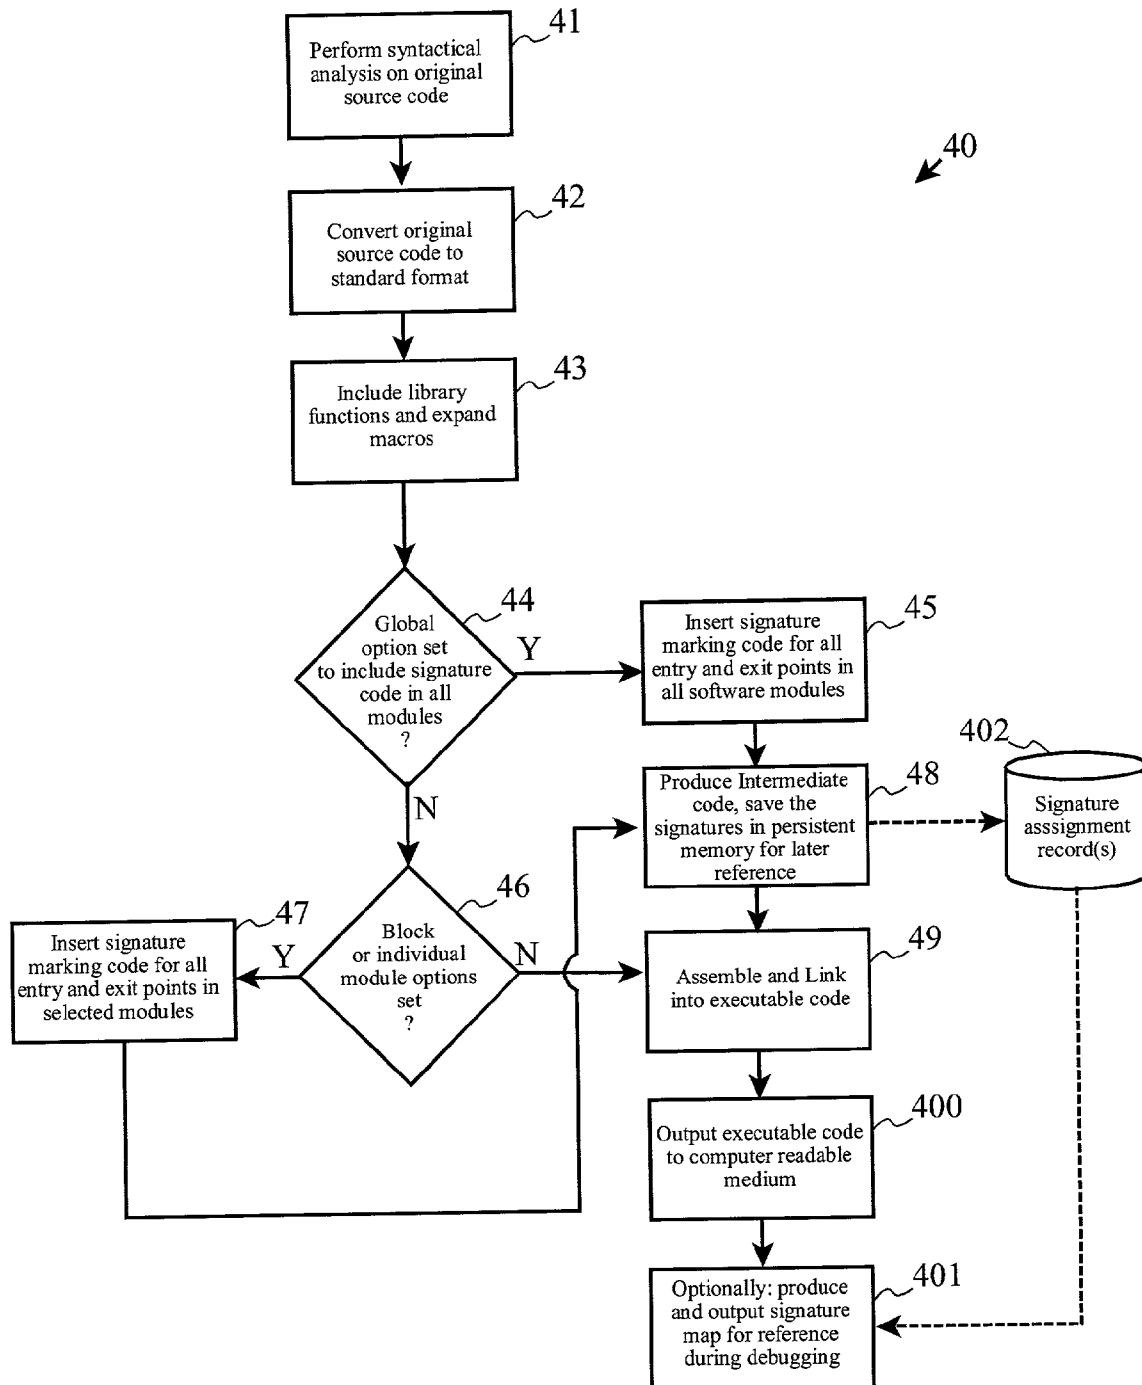 41
Perform syntactical
analysis on original
source code
40
42
Convert original
source code to
standard format
43
Include library
functions and expand
macros
44
Global
option set
to include signature
code in all
modules
?
Y
N
45
Insert signature
marking code for all
entry and exit points in
all software modules
402
Signature
asssignment
record(s)
48
Produce Intermediate
code, save the
signatures in persistent
memory for later
reference
46
Block
or individual
module options
set
?
Y
N
47
Insert signature
marking code for all
entry and exit points in
selected modules
49
Assemble and Link
into executable code
400
Output executable code
to computer readable
medium
401
Optionally: produce
and output signature
map for reference
during debugging